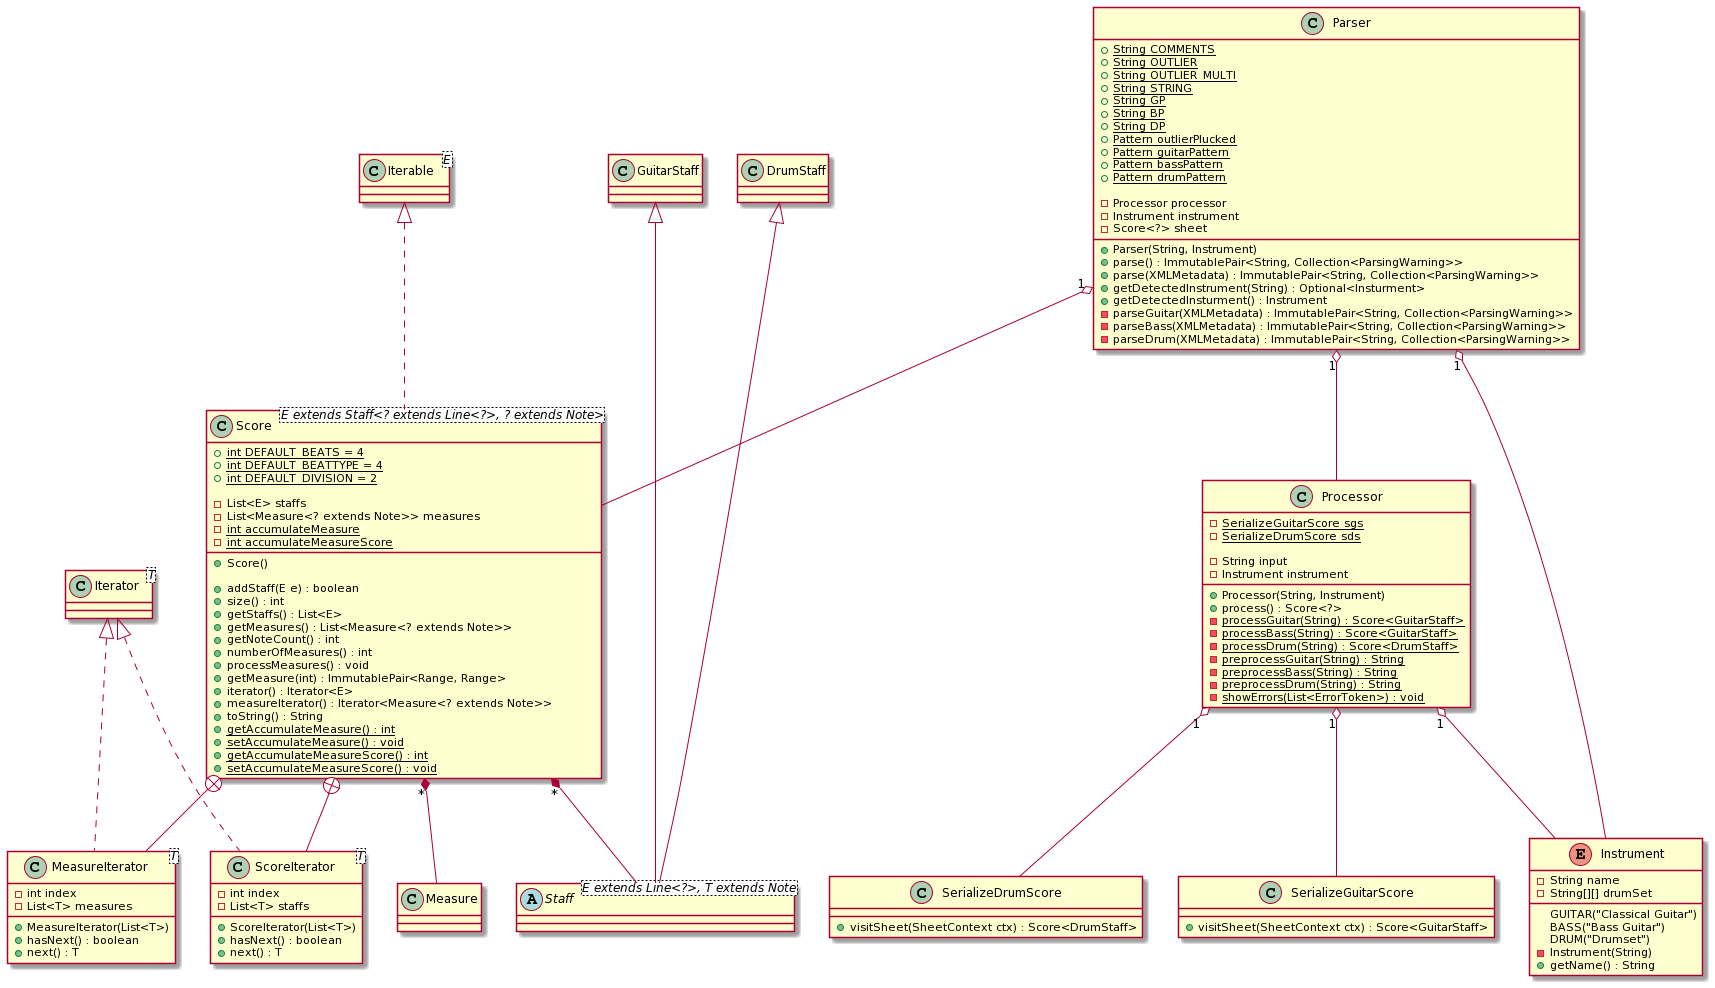 C Parser
String COMMENTS
String OUTLIER
String OUTLIER_MULTI
String STRING
String GP
String BP
String DP
Pattern outlierPlucked
Pattern guitarPattern
Pattern bassPattern
Pattern drumPattern
Processor processor
Instrument instrument
Score<?> sheet
Parser(String, Instrument)
parse() : ImmutablePair<String, Collection<ParsingWarning>>
parse(XMLMetadata) : ImmutablePair<String, Collection<ParsingWarning>>
getDetectedInstrument(String) : Optional<Insturment>
getDetectedInsturment() : Instrument
parseGuitar(XMLMetadata) : ImmutablePair<String, Collection<ParsingWarning>>
parseBass(XMLMetadata) : ImmutablePair<String, Collection<ParsingWarning>>
parseDrum(XMLMetadata) : ImmutablePair<String, Collection<ParsingWarning>>
1
1
1
C Iterable E
C GuitarStaff
C DrumStaff
C Score E extends Staff<? extends Line<?>, ? extends Note>
int DEFAULT_BEATS = 4
int DEFAULT_BEATTYPE = 4
int DEFAULT_DIVISION = 2
List<E> staffs
List<Measure<? extends Note>> measures
int accumulateMeasure
int accumulateMeasureScore
Score()
addStaff(E e) : boolean
size() : int
getStaffs() : List<E>
getMeasures() : List<Measure<? extends Note>>
getNoteCount() : int
numberOfMeasures() : int
processMeasures() : void
getMeasure(int) : ImmutablePair<Range, Range>
iterator() : Iterator<E>
measureIterator() : Iterator<Measure<? extends Note>>
toString() : String
getAccumulateMeasure() : int
setAccumulateMeasure() : void
getAccumulateMeasureScore() : int
setAccumulateMeasureScore() : void
*
*
C Iterator T
C Processor
SerializeGuitarScore sgs
SerializeDrumScore sds
String input
Instrument instrument
Processor(String, Instrument)
process() : Score<?>
processGuitar(String) : Score<GuitarStaff>
processBass(String) : Score<GuitarStaff>
processDrum(String) : Score<DrumStaff>
preprocessGuitar(String) : String
preprocessBass(String) : String
preprocessDrum(String) : String
showErrors(List<ErrorToken>) : void
1
1
1
C MeasureIterator T
int index
List<T> measures
MeasureIterator(List<T>)
hasNext() : boolean
next() : T
C ScoreIterator T
int index
List<T> staffs
ScoreIterator(List<T>)
hasNext() : boolean
next() : T
C Measure
A Staff E extends Line<?>, T extends Note
C SerializeDrumScore
visitSheet(SheetContext ctx) : Score<DrumStaff>
C SerializeGuitarScore
visitSheet(SheetContext ctx) : Score<GuitarStaff>
E Instrument
String name
String[][] drumSet
GUITAR("Classical Guitar")
BASS("Bass Guitar")
DRUM("Drumset")
Instrument(String)
getName() : String